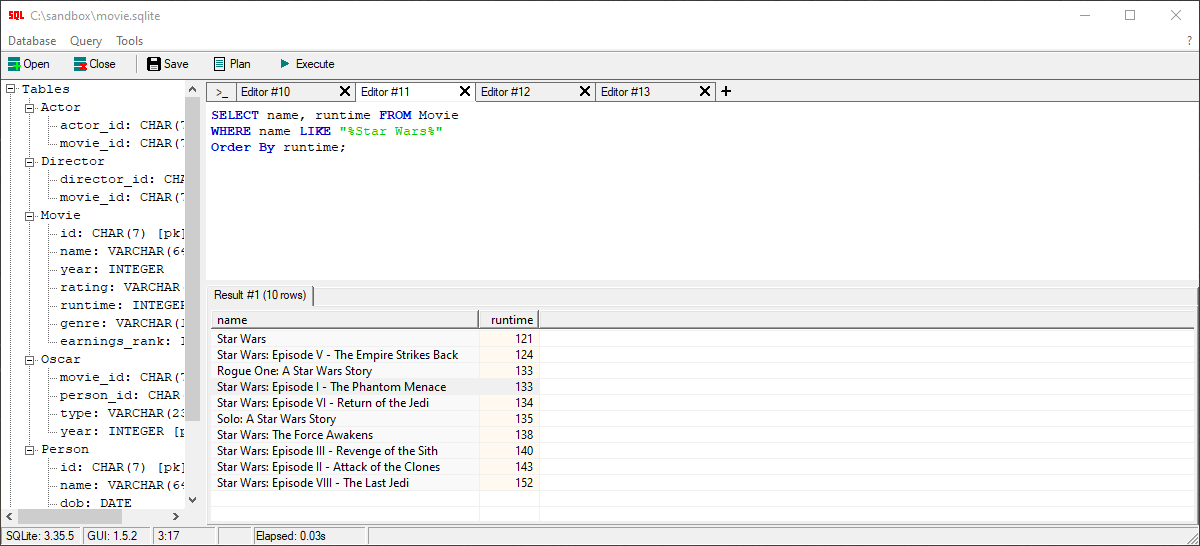 SQL C:\sandbox\movie.sqlite
Database Query Tools ?
Open Close Save Plan Execute
Tables
Actor
actor_id: CHAR(7
movie_id: CHAR(7
Director
director_id: CHA
movie_id: CHAR(7
Movie
id: CHAR(7) [pk]
name: VARCHAR(64
year: INTEGER
rating: VARCHAR(
runtime: INTEGER
genre: VARCHAR(1
earnings_rank: I
Oscar
movie_id: CHAR(7
person_id: CHAR(
type: VARCHAR(23
year: INTEGER [p
Person
id: CHAR(7) [pk]
name: VARCHAR(64
dob: DATE
>_ Editor #10 Editor #11 Editor #12 Editor #13
SELECT name, runtime FROM Movie
WHERE name LIKE "%Star Wars%"
Order By runtime;
Result #1 (10 rows)
name runtime
Star Wars 121
Star Wars: Episode V - The Empire Strikes Back 124
Rogue One: A Star Wars Story 133
Star Wars: Episode I - The Phantom Menace 133
Star Wars: Episode VI - Return of the Jedi 134
Solo: A Star Wars Story 135
Star Wars: The Force Awakens 138
Star Wars: Episode III - Revenge of the Sith 140
Star Wars: Episode II - Attack of the Clones 143
Star Wars: Episode VIII - The Last Jedi 152
SQLite: 3.35.5 GUI: 1.5.2 3:17 Elapsed: 0.03s